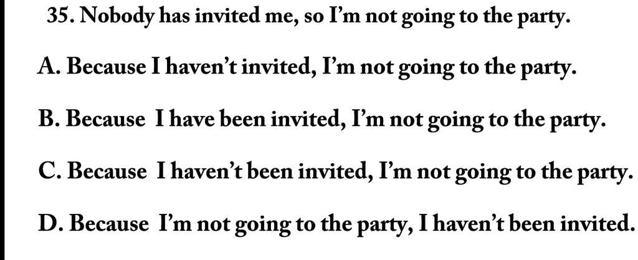 35. Nobody has invited me, so I’m not going to the party.
A. Because I haven’t invited, I’m not going to the party.
B. Because I have been invited, I’m not going to the party.
C. Because I haven’t been invited, I’m not going to the party.
D. Because I’m not going to the party, I haven’t been invited.